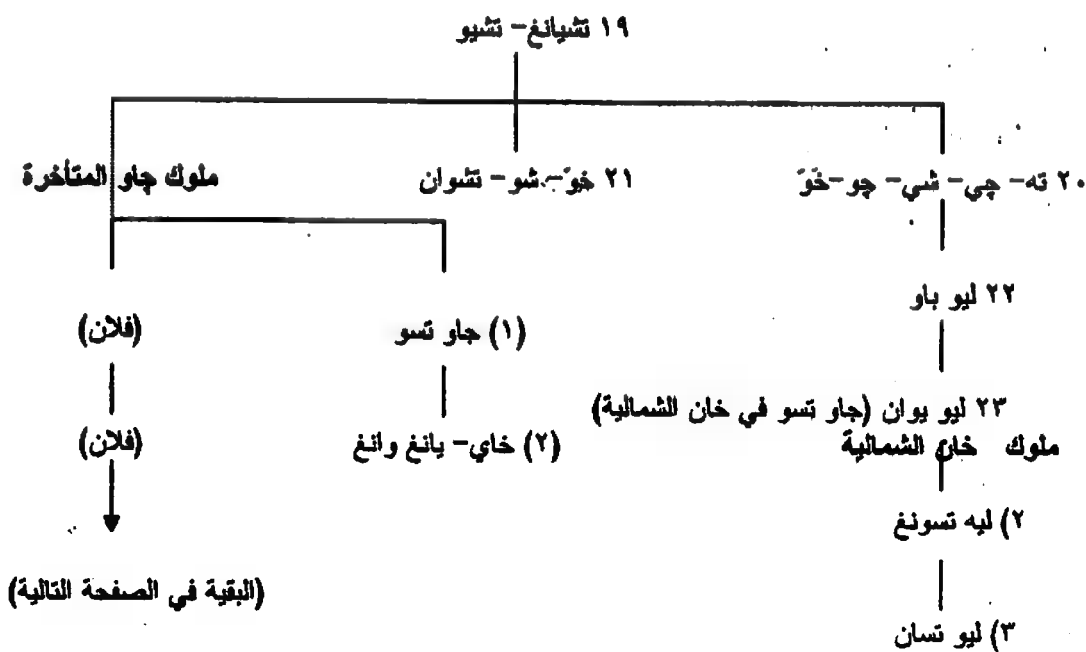 ١٩ تشيانغ- تشيو
٢٠ ته- چي- شي- چو-خوّ
٢١ خوّ- شو- تشوان
ملوك جاو المتأخرة
٢٢ ليو باو
(١) جاو تسو
(فلان)
٢٣ ليو يوان (جاو تسو في خان الشمالية)
ملوك خان الشمالية
(٢) خاي- يانغ وانغ
(فلان)
٢) ليه تسونغ
(البقية في الصفحة التالية)
٣) ليو تسان